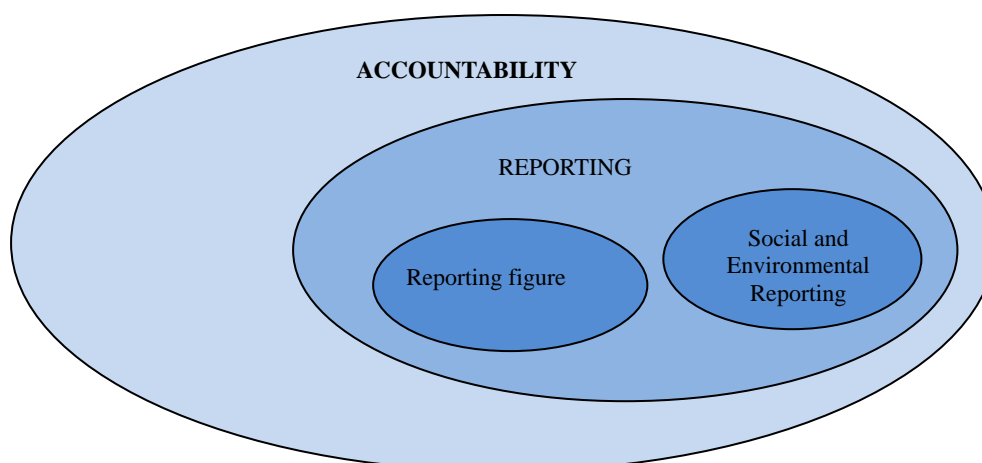 ACCOUNTABILITY
REPORTING
Reporting figure
Social and
Environmental
Reporting